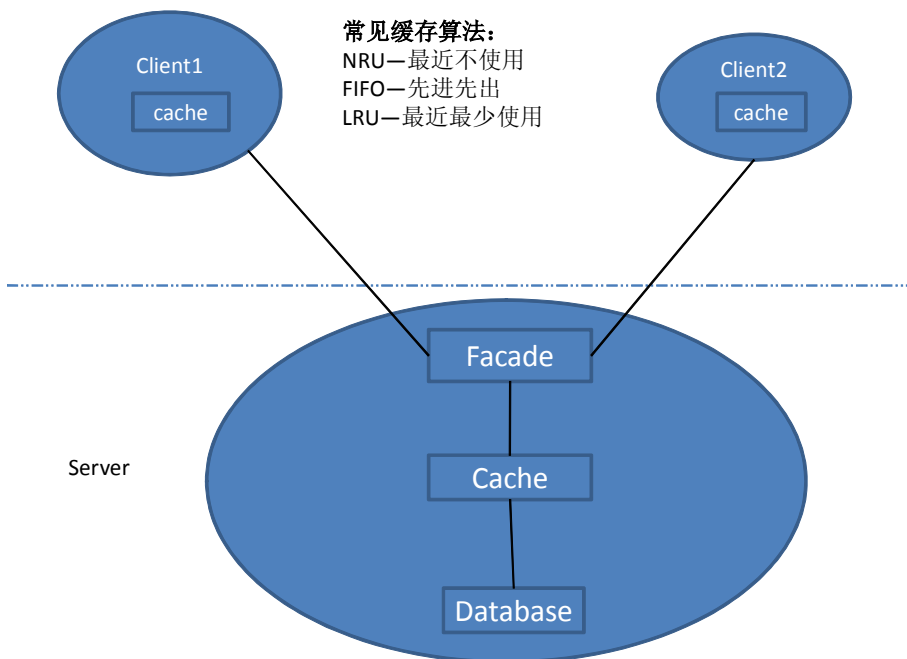 常见缓存算法：
NRU—最近不使用
FIFO—先进先出
LRU—最近最少使用
Client1
cache
Client2
cache
Facade
Server
Cache
Database